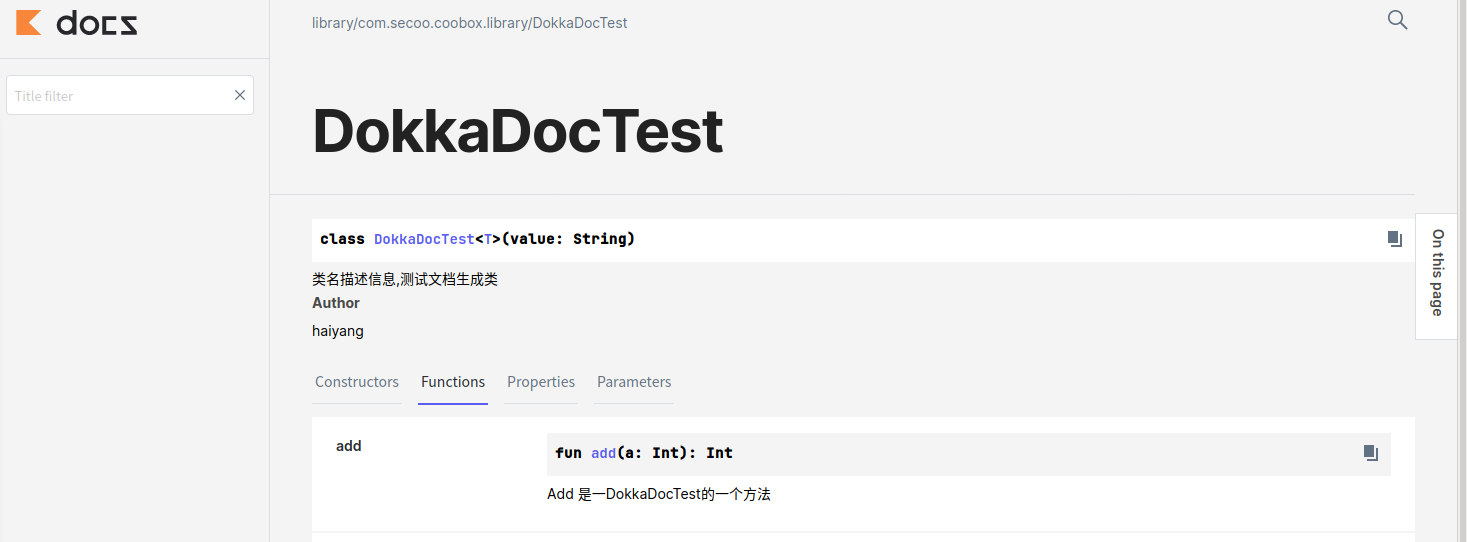 docs
library/com.secoo.coobox.library/DokkaDocTest
Title filter
DokkaDocTest
class DokkaDocTest<T>(value: String)
类名描述信息,测试文档生成类
Author
haiyang
On this page
Constructors Functions Properties Parameters
add
fun add(a: Int): Int
Add 是一DokkaDocTest的一个方法